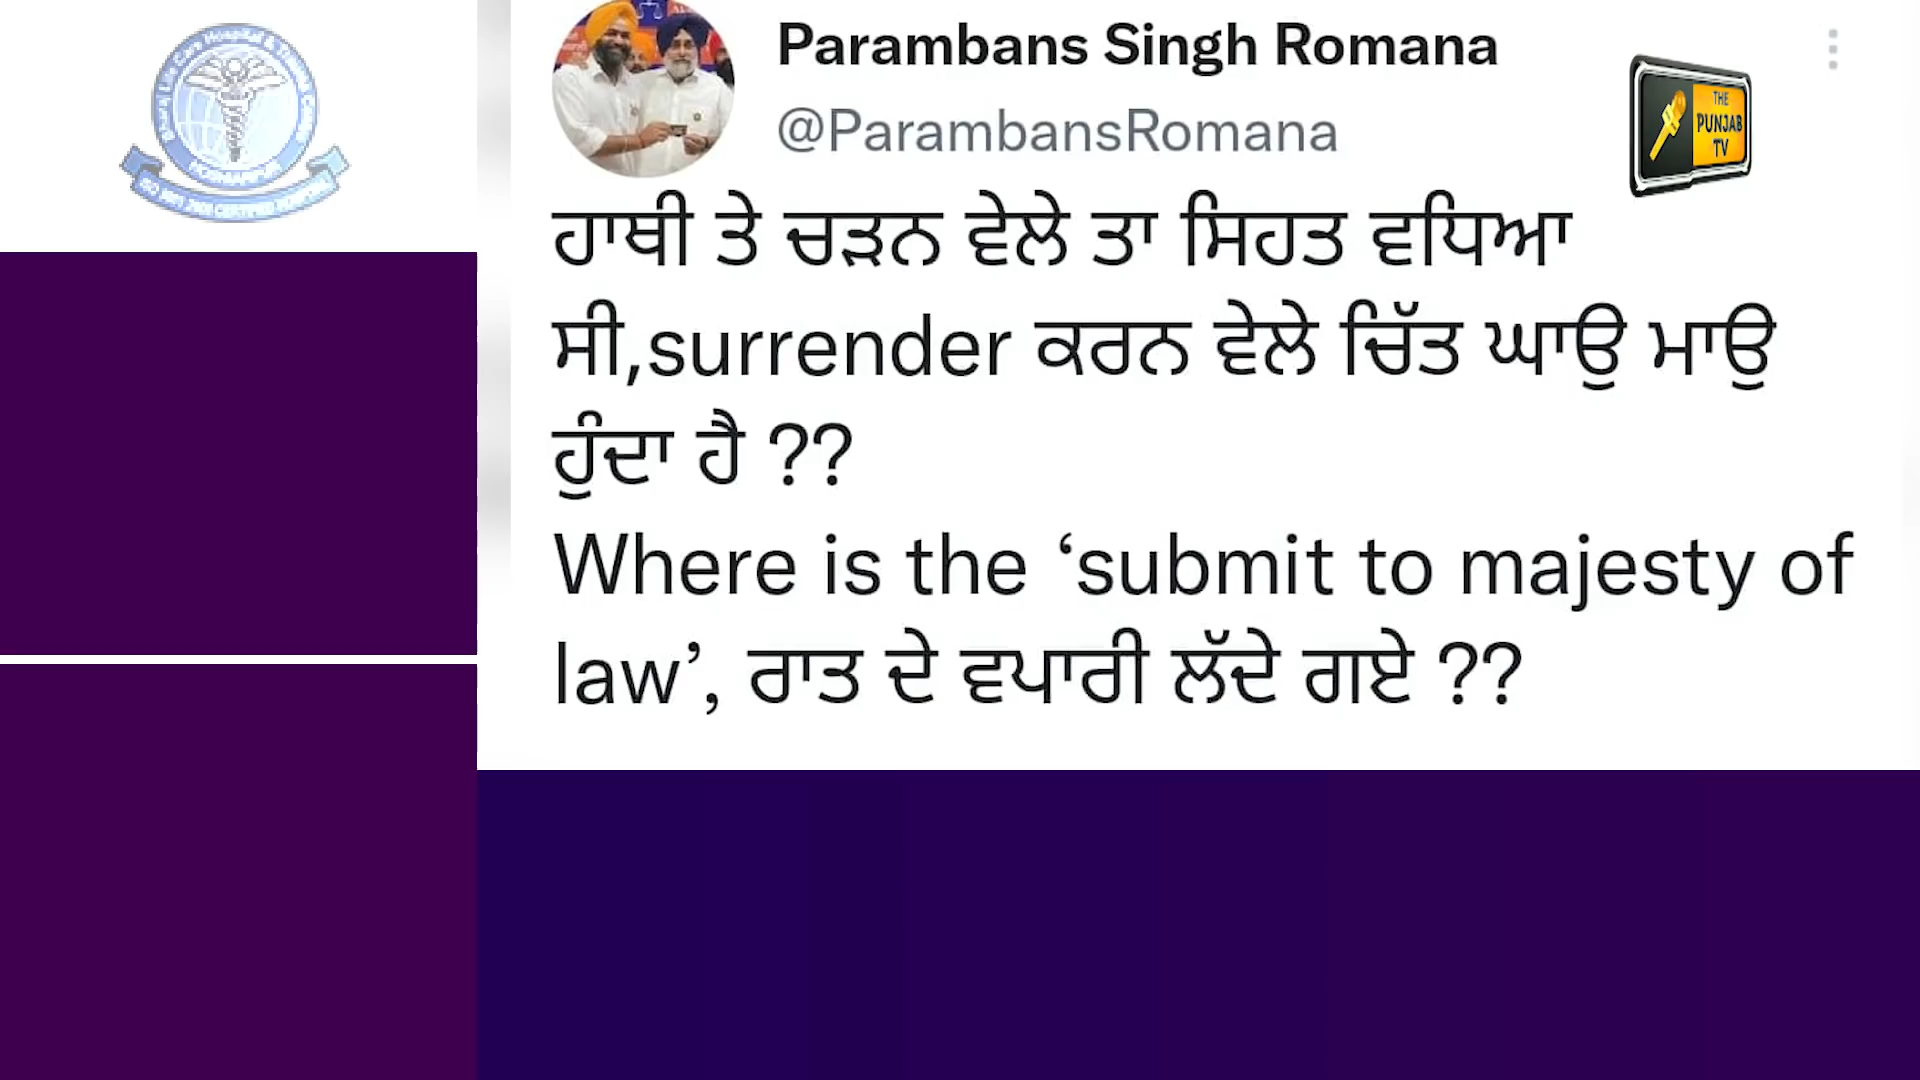 Parambans Singh Romana
@ParambansRomana
ਹਾਥੀ ਤੇ ਚੜਨ ਵੇਲੇ ਤਾ ਸਿਹਤ ਵਧਿਆ
ਸੀ,surrender ਕਰਨ ਵੇਲੇ ਚਿੱਤ ਘਾਉ ਮਾਉ
ਹੁੰਦਾ ਹੈ ??
Where is the ‘submit to majesty of
law’, ਰਾਤ ਦੇ ਵਪਾਰੀ ਲੱਦੇ ਗਏ ??
THE
PUNJAB
TV